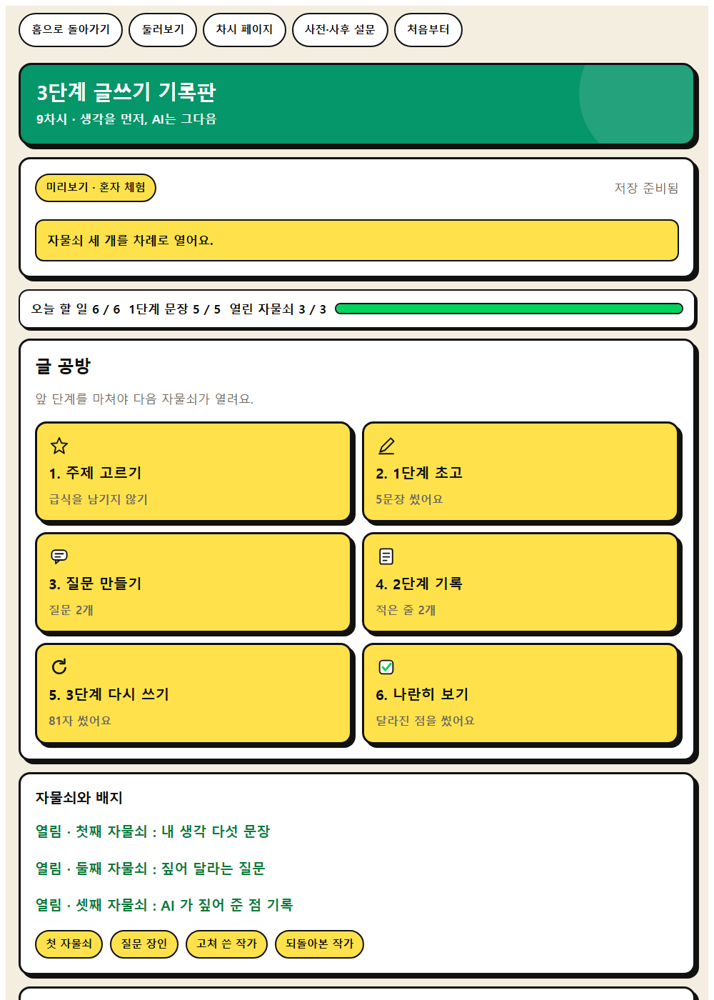 홈으로 돌아가기 둘러보기 차시 페이지 사전·사후 설문 처음부터
3단계 글쓰기 기록판
9차시 · 생각을 먼저, AI는 그다음
미리보기 · 혼자 체험 저장 준비됨
자물쇠 세 개를 차례로 열어요.
오늘 할 일 6 / 6 1단계 문장 5 / 5 열린 자물쇠 3 / 3
글 공방
앞 단계를 마쳐야 다음 자물쇠가 열려요.
1. 주제 고르기
급식을 남기지 않기
2. 1단계 초고
5문장 썼어요
3. 질문 만들기
질문 2개
4. 2단계 기록
적은 줄 2개
5. 3단계 다시 쓰기
81자 썼어요
6. 나란히 보기
달라진 점을 썼어요
자물쇠와 배지
열림 · 첫째 자물쇠 : 내 생각 다섯 문장
열림 · 둘째 자물쇠 : 짚어 달라는 질문
열림 · 셋째 자물쇠 : AI 가 짚어 준 점 기록
첫 자물쇠 질문 장인 고쳐 쓴 작가 되돌아본 작가